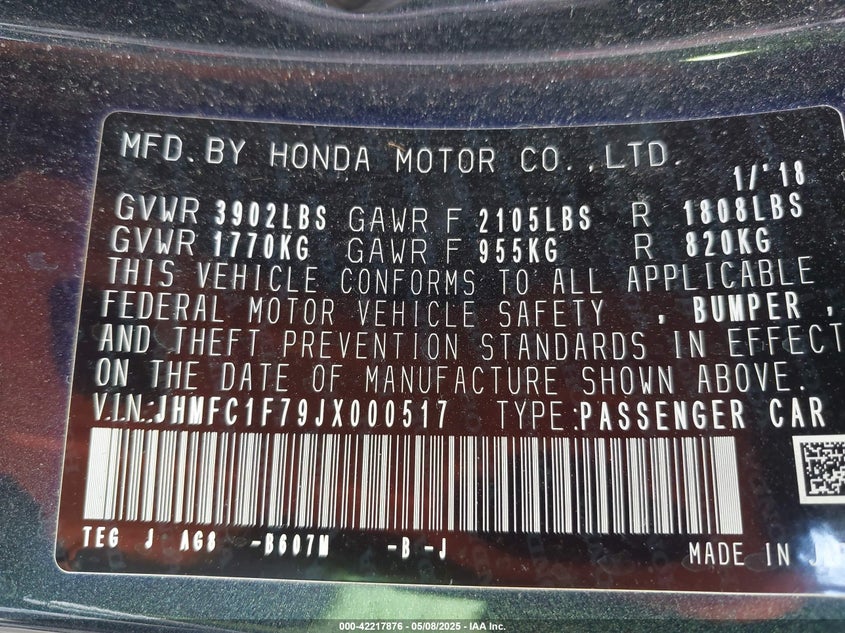 MFD. BY HONDA MOTOR CO., LTD.
1/'18
GVWR 3902LBS GAWR F 2105LBS R 1808LBS
GVWR 1770KG GAWR F 955KG R 820KG
THIS VEHICLE CONFORMS TO ALL APPLICABLE
FEDERAL MOTOR VEHICLE SAFETY , BUMPER ,
AND THEFT PREVENTION STANDARDS IN EFFECT
ON THE DATE OF MANUFACTURE SHOWN ABOVE.
V.I.N.:JHMFC1F79JX000517 TYPE:PASSENGER CAR
TEG J AG8 -B607M -B -J
MADE IN
000-42217876 - 05/08/2025 - IAA Inc.